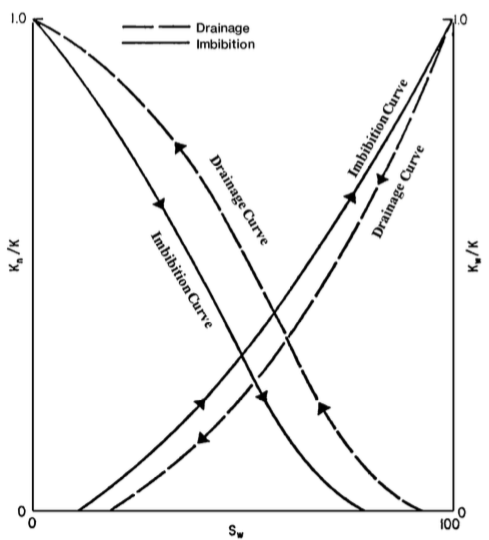 1.0
1.0
Drainage
Imbibition
Imbibition Curve
Drainage Curve
Drainage Curve
Imbibition Curve
Kn/K
Kw/K
0
0
0
Sw
100